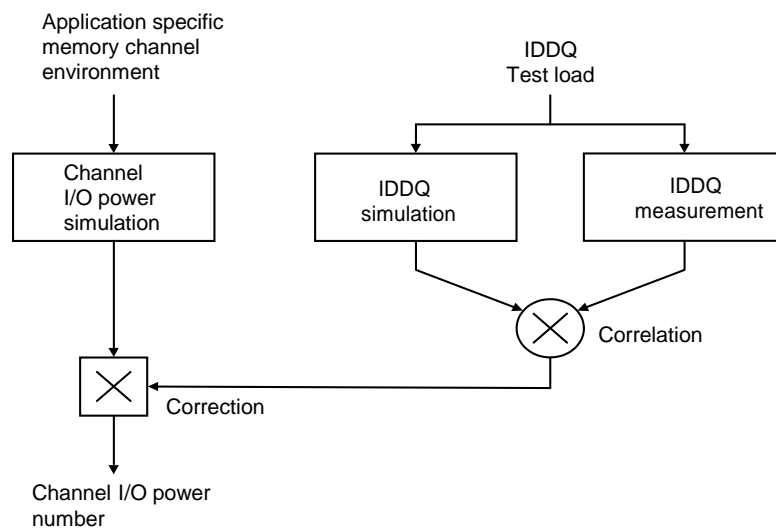 Application specific
memory channel
environment
IDDQ
Test load
Channel
I/O power
simulation
IDDQ
simulation
IDDQ
measurement
Correlation
Correction
Channel I/O power
number